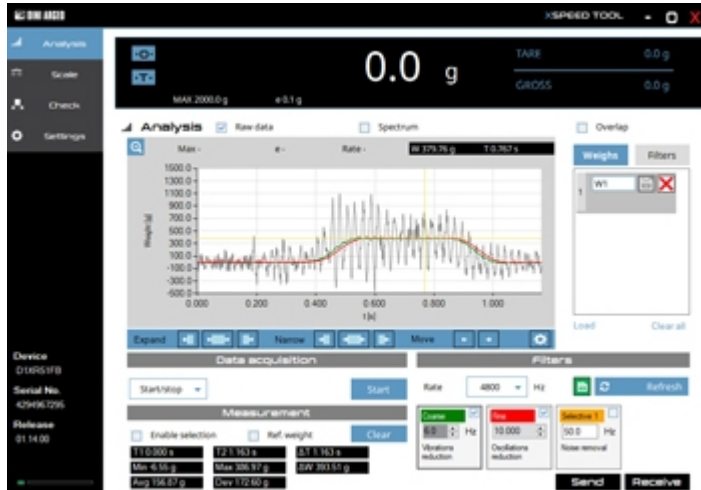 DINI ARGEO
XSPEED TOOL
Analysis
Scale
Check
Settings
0.0 g
TARE 0.0 g
GROSS 0.0 g
MAX 2000.0 g e 0.1 g
Analysis
Raw data
Spectrum
Overlap
Max -
e -
Rate -
W 379.76 g T 0.767 s
Weighs
Filters
1 W1
Weight [g]
1500.0
1300.0
1100.0
900.0
700.0
500.0
300.0
100.0
-100.0
-300.0
-500.0
0.000 0.200 0.400 0.600 0.800 1.000
t [s]
Load
Clear all
Expand
Narrow
Move
Data acquisition
Filters
Start/stop
Start
Rate 4800 Hz
Refresh
Measurement
Enable selection
Ref. weight
Clear
T1 0.000 s T2 1.163 s ΔT 1.163 s
Min -6.55 g Max 386.97 g ΔW 393.51 g
Avg 156.87 g Dev 172.60 g
Coarse
6.0 Hz
Vibrations reduction
Fine
10.000
Oscillations reduction
Selective 1
50.0 Hz
Noise removal
Device
D1XRS1FB
Serial No.
4294967295
Release
01.14.00
Send
Receive